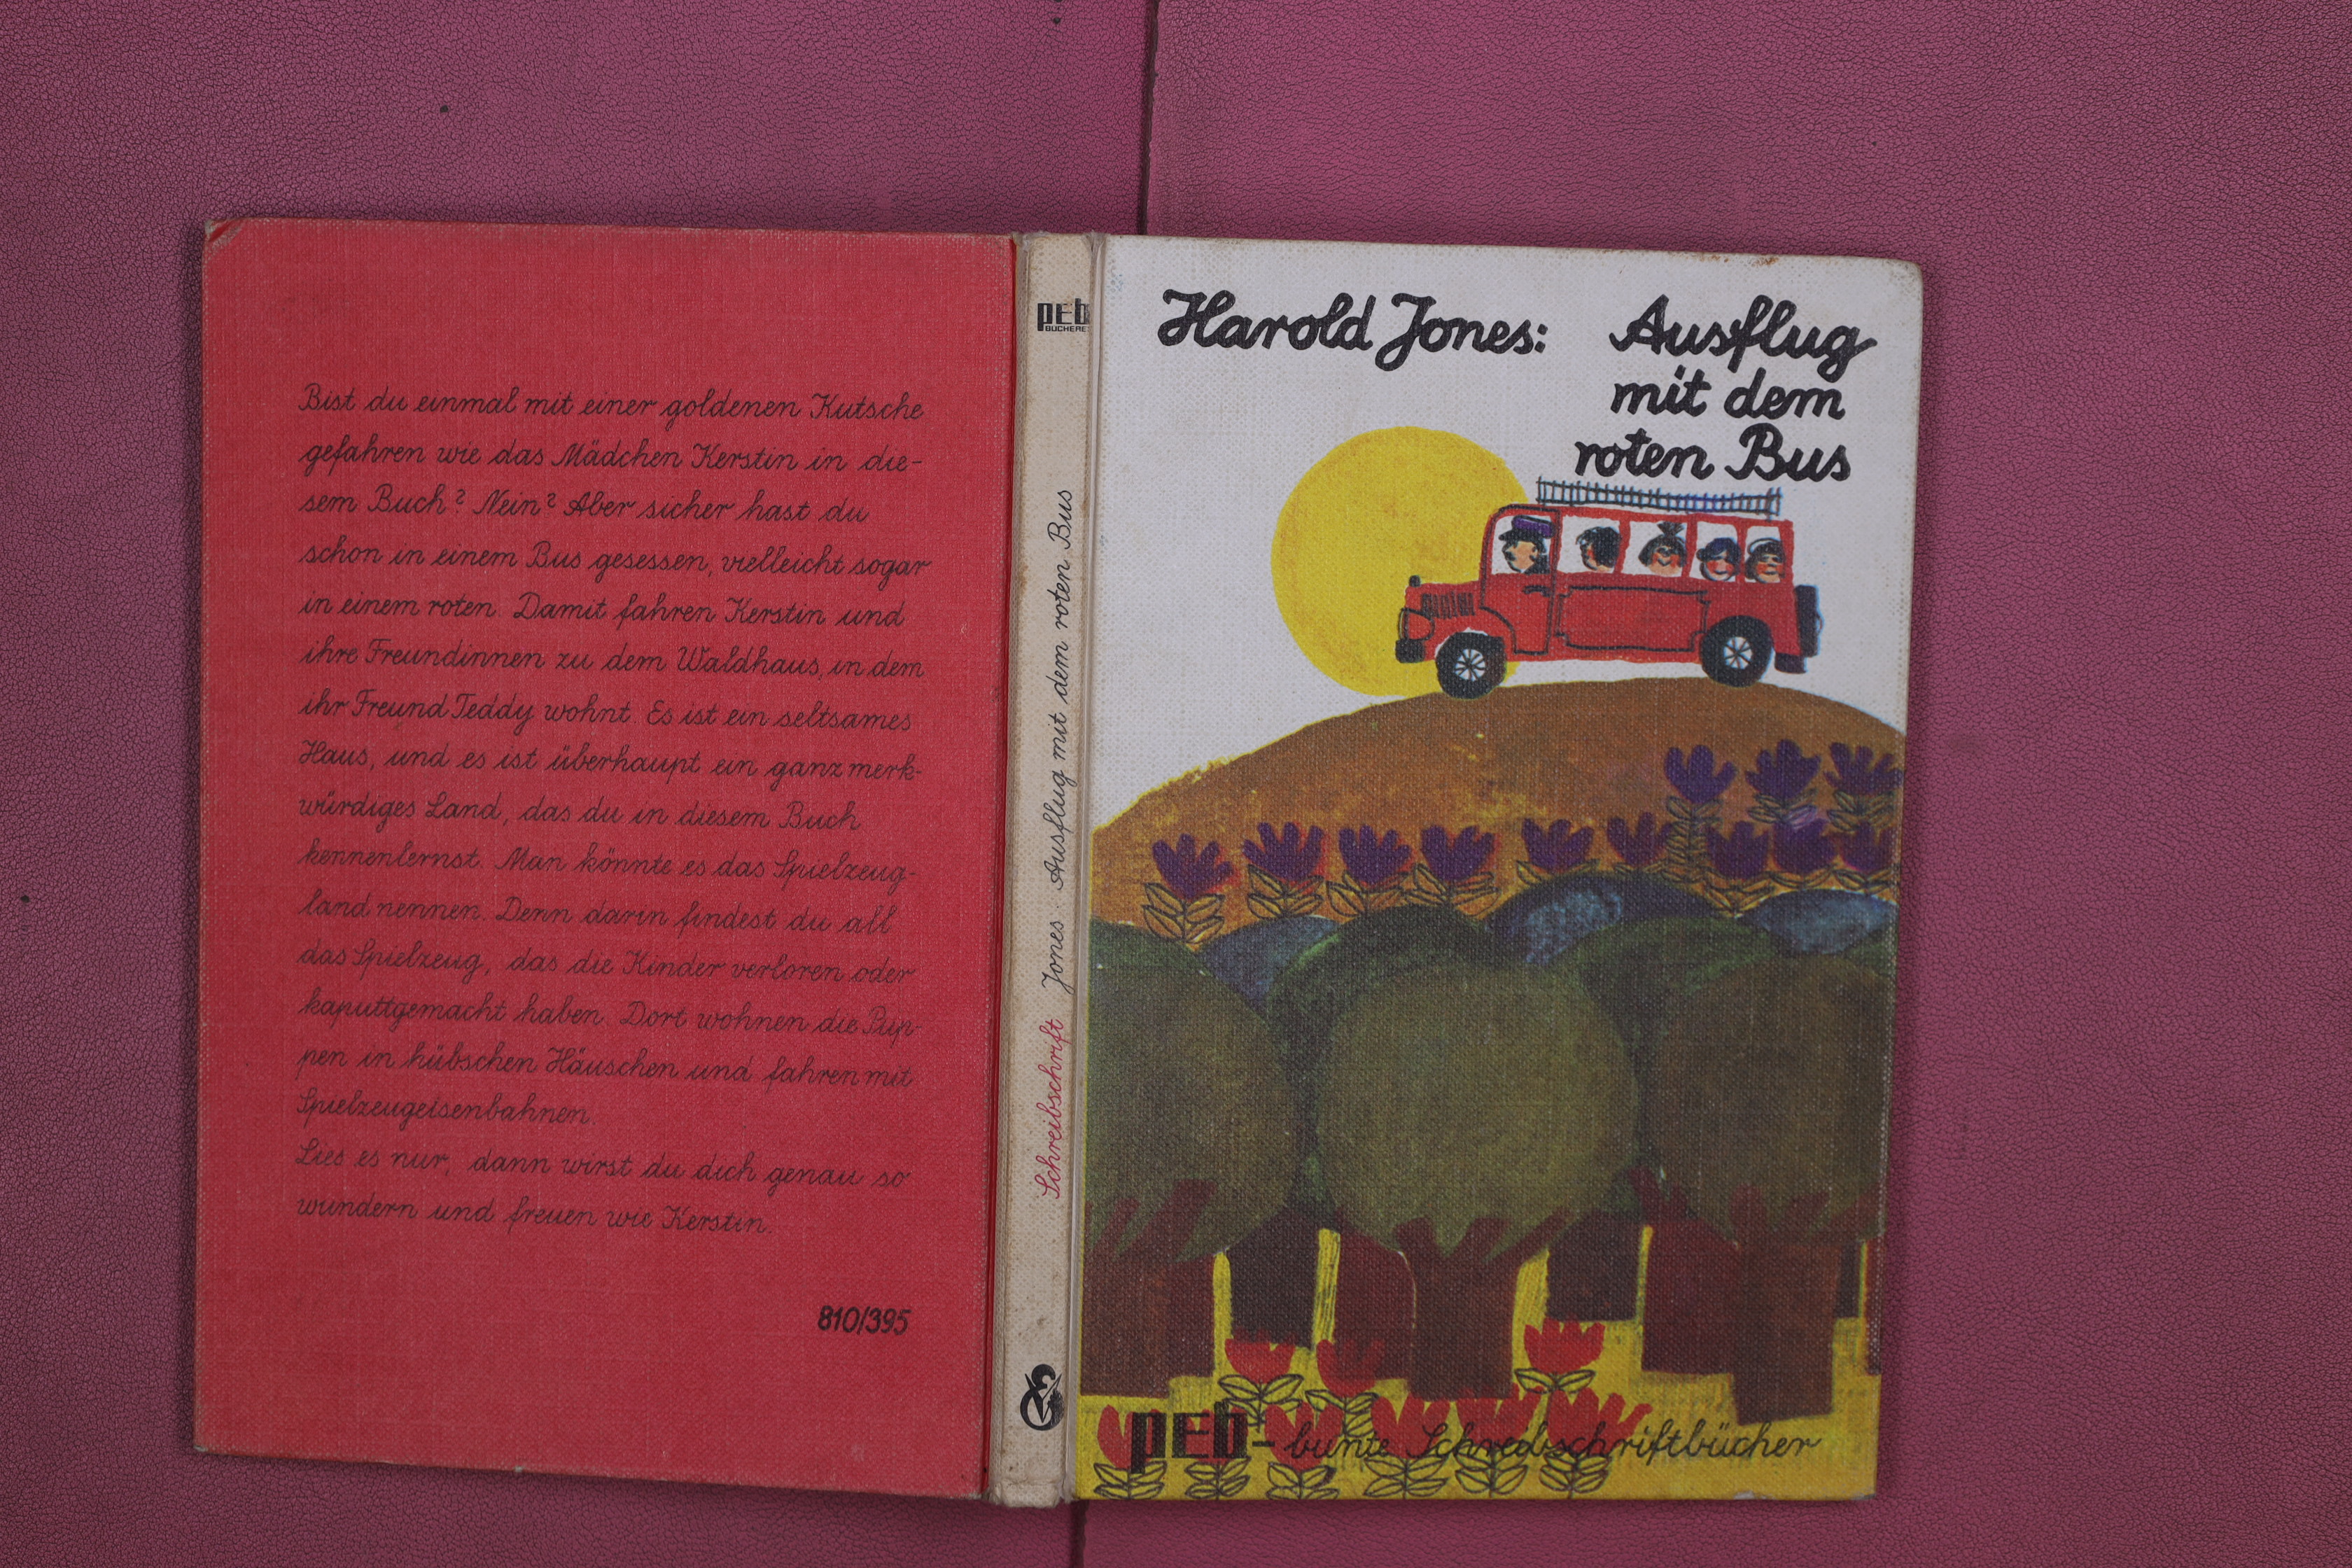 Bist du einmal mit einer goldenen Kutsche
gefahren wie das Mädchen Kerstin in die-
sem Buch? Nein? Aber sicher hast du
schon in einem Bus gesessen, vielleicht sogar
in einem roten. Damit fahren Kerstin und
ihre Freundinnen zu dem Waldhaus, in dem
ihr Freund Teddy wohnt. Es ist ein seltsames
Haus, und es ist überhaupt ein ganz merk-
würdiges Land, das du in diesem Buch
kennenlernst. Man könnte es das Spielzeug-
land nennen. Denn darin findest du all
das Spielzeug, das die Kinder verloren oder
kaputtgemacht haben. Dort wohnen die Pup-
pen in hübschen Häuschen und fahren mit
Spielzeugeisenbahnen.
Lies es nur, dann wirst du dich genau so
wundern und freuen wie Kerstin.
810/395
pEb
BÜCHEREI
Schreibschrift Jones · Ausflug mit dem roten Bus
Harold Jones: Ausflug
mit dem
roten Bus
pEb - bunte Schreibschriftbücher